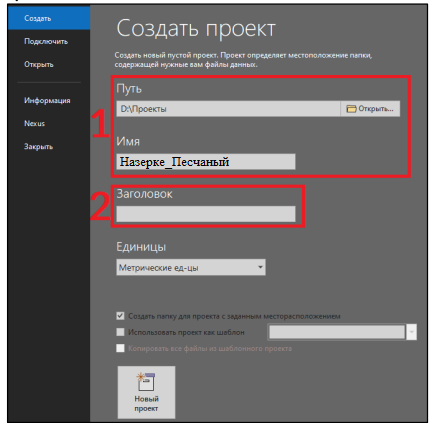 Создать
Подключить
Открыть
Информация
Nexus
Закрыть
Создать проект
Создать новый пустой проект. Проект определяет местоположение папки,
содержащей нужные вам файлы данных.
1
Путь
D:\Проекты
Открыть...
Имя
Назерке_Песчаный
2
Заголовок
Единицы
Метрические ед-цы
Создать папку для проекта с заданным месторасположением
Использовать проект как шаблон
Копировать все файлы из шаблонного проекта
Новый
проект